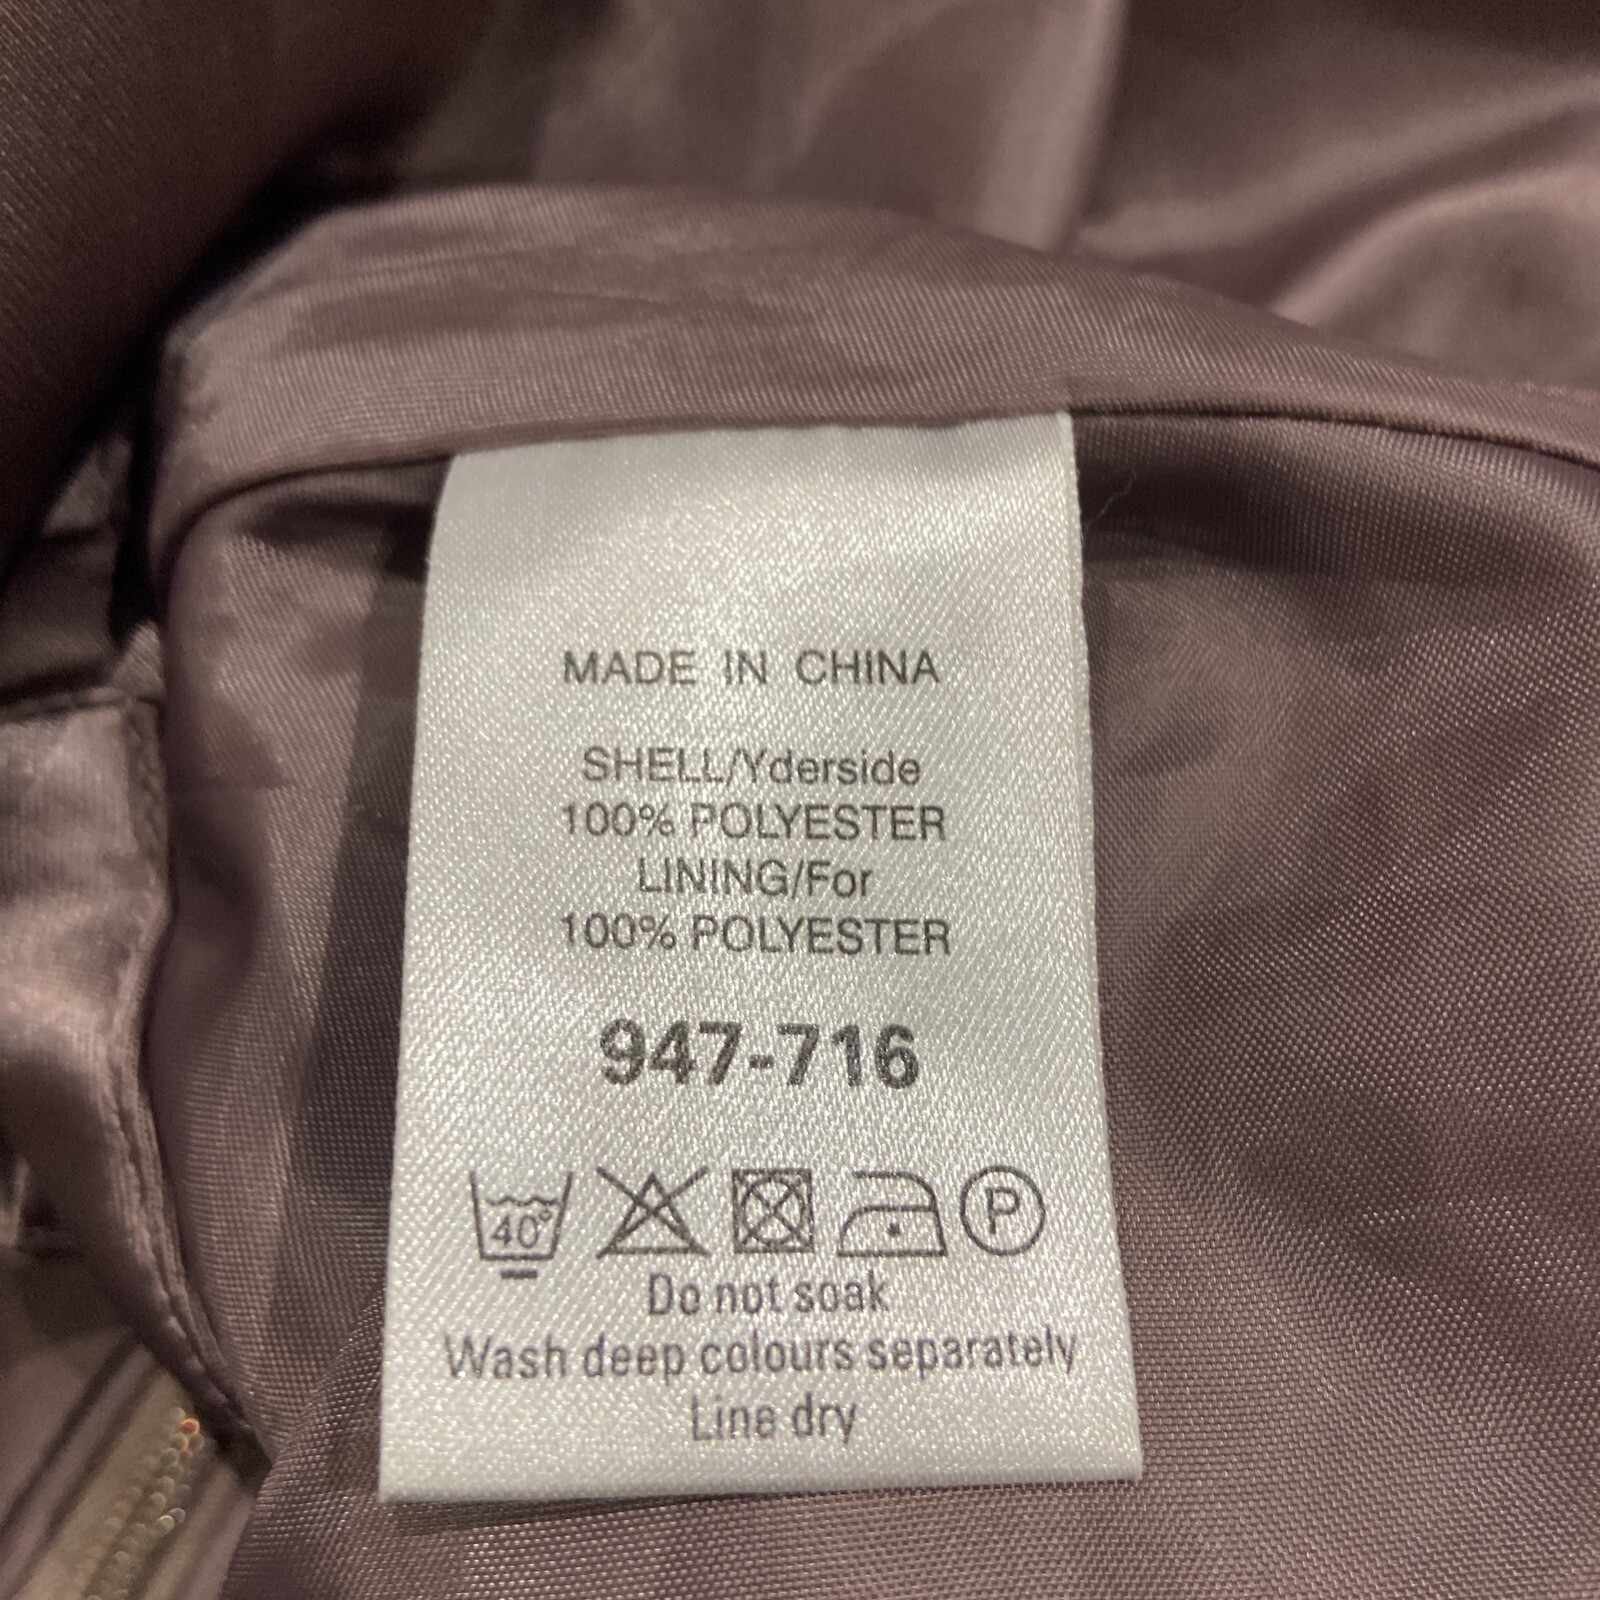 MADE IN CHINA
SHELL/Yderside
100% POLYESTER
LINING/For
100% POLYESTER
947-716
40° P
Do not soak
Wash deep colours separately
Line dry